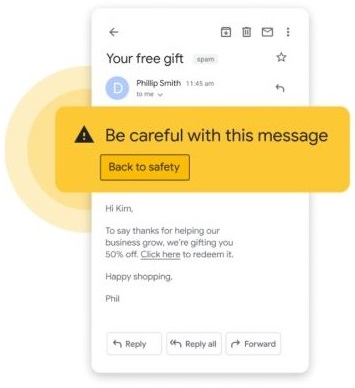 Your free gift spam
D
Phillip Smith 11:45 am
to me
Be careful with this message
Back to safety
Hi Kim,
To say thanks for helping our
business grow, we're gifting you
50% off. Click here to redeem it.
Happy shopping,
Phil
Reply Reply all Forward